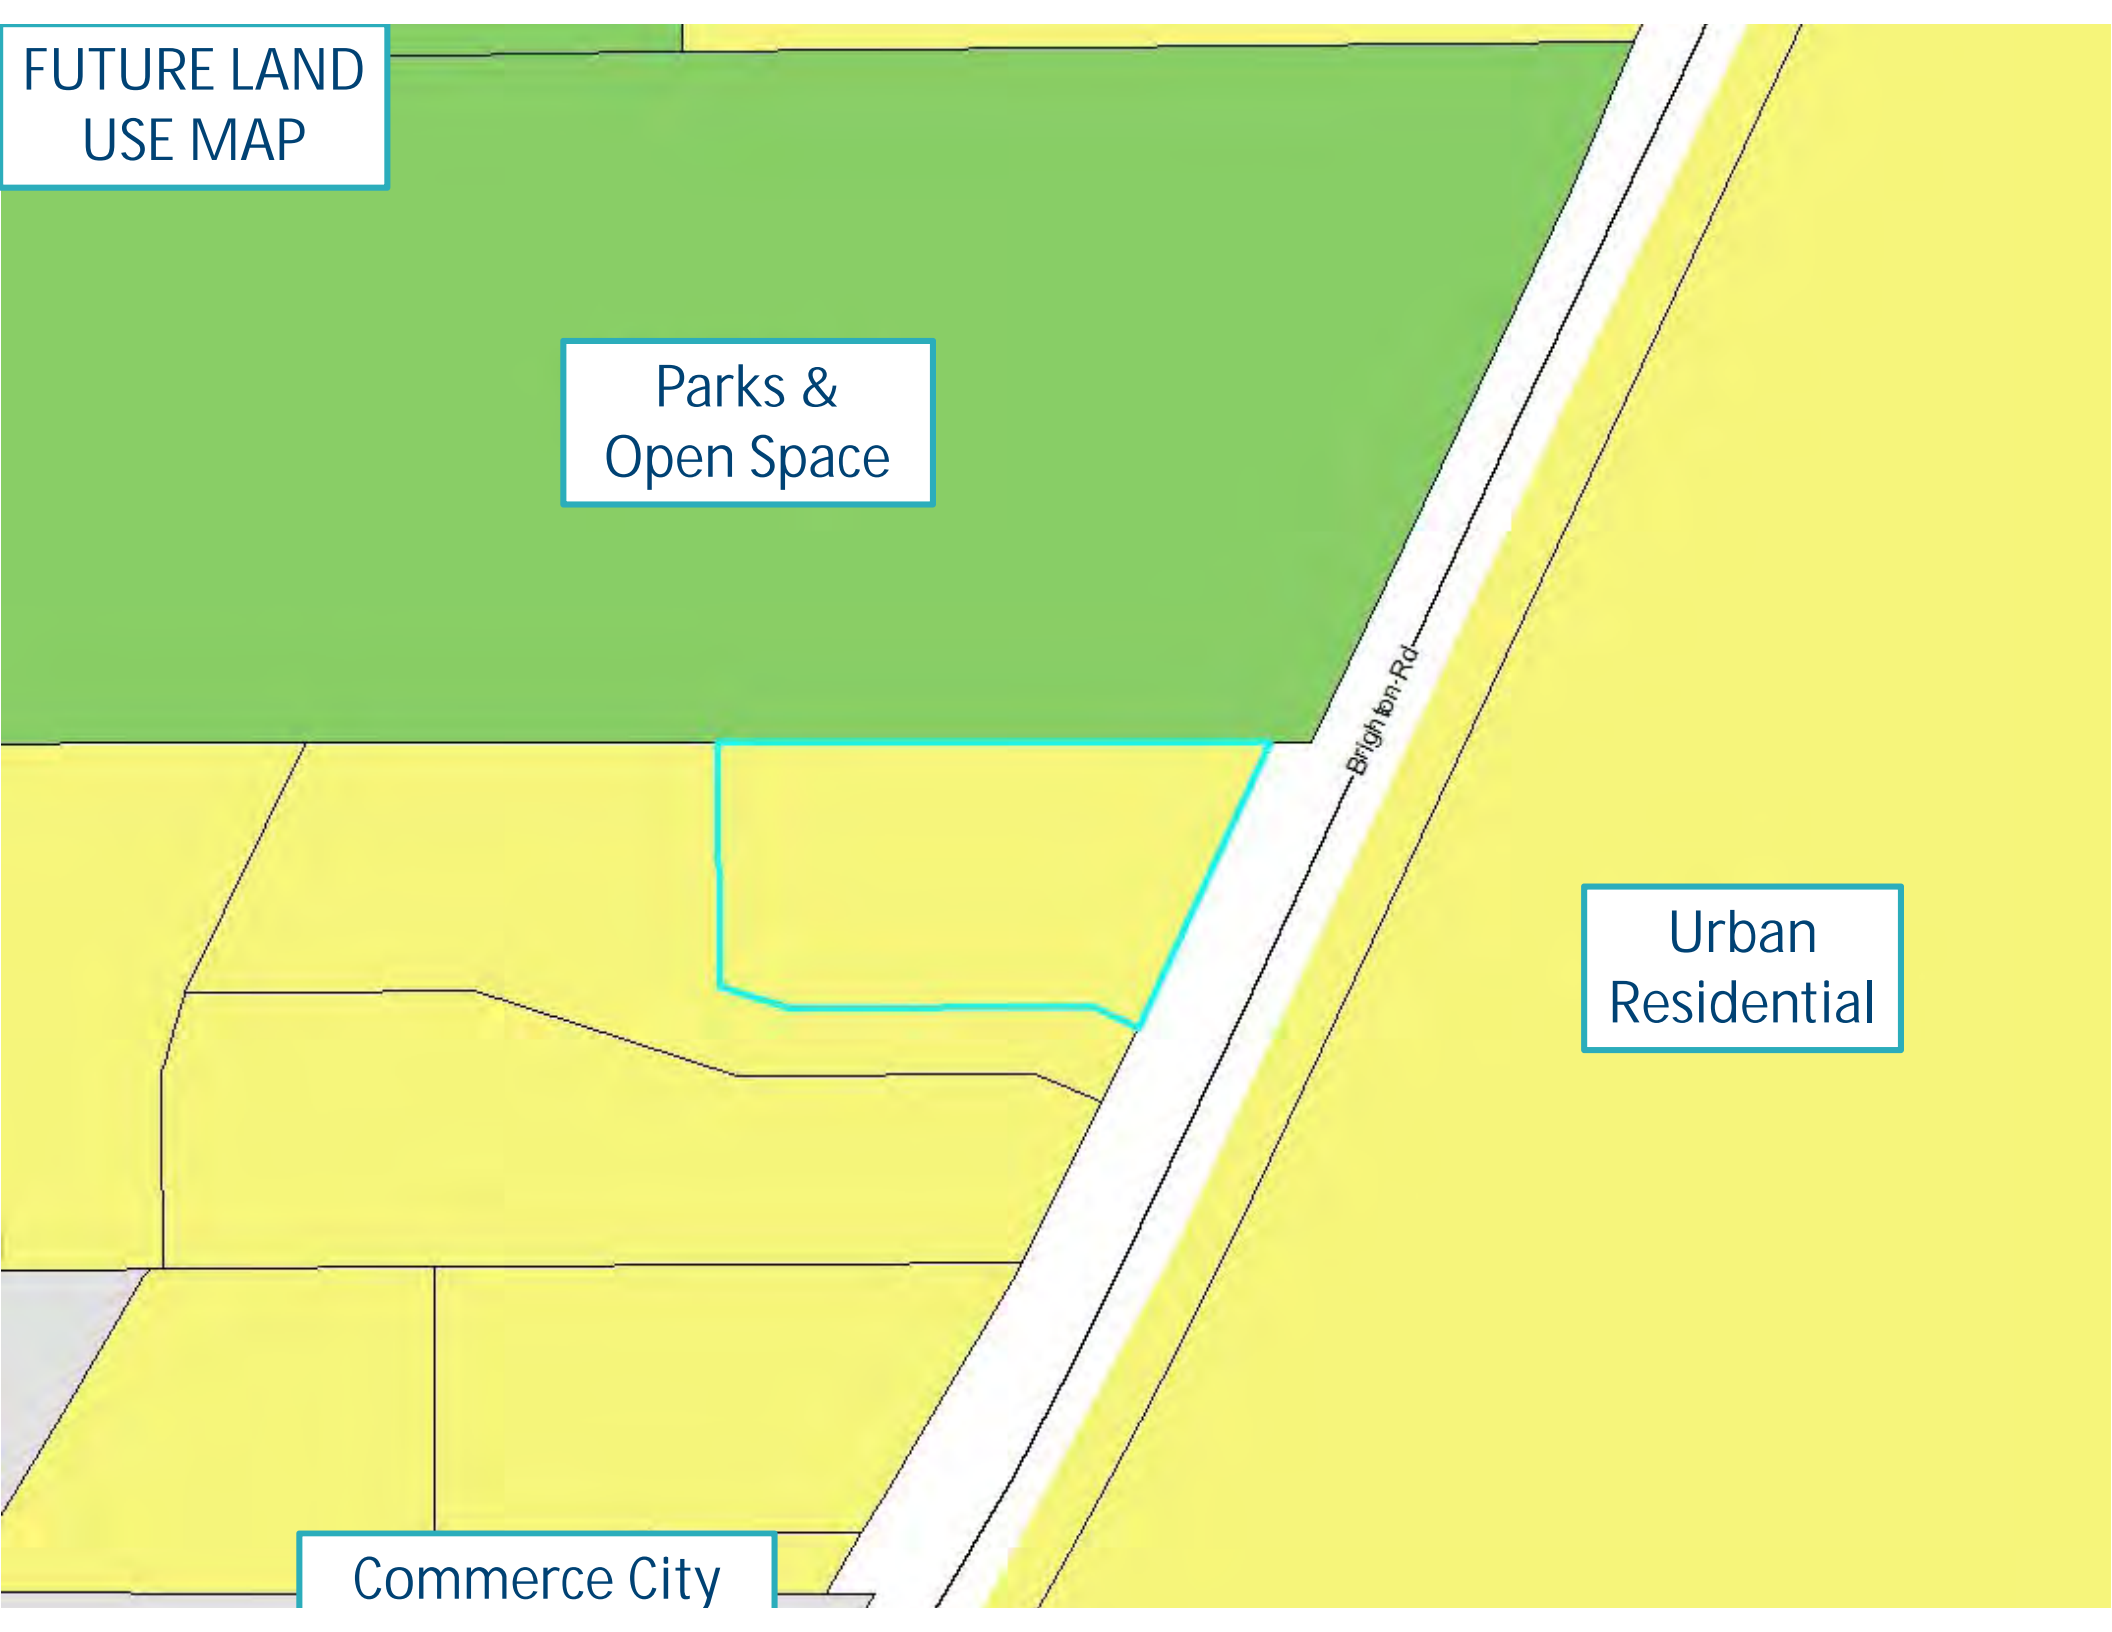 FUTURE LAND
USE MAP
Parks &
Open Space
Brighton Rd
Urban
Residential
Commerce City